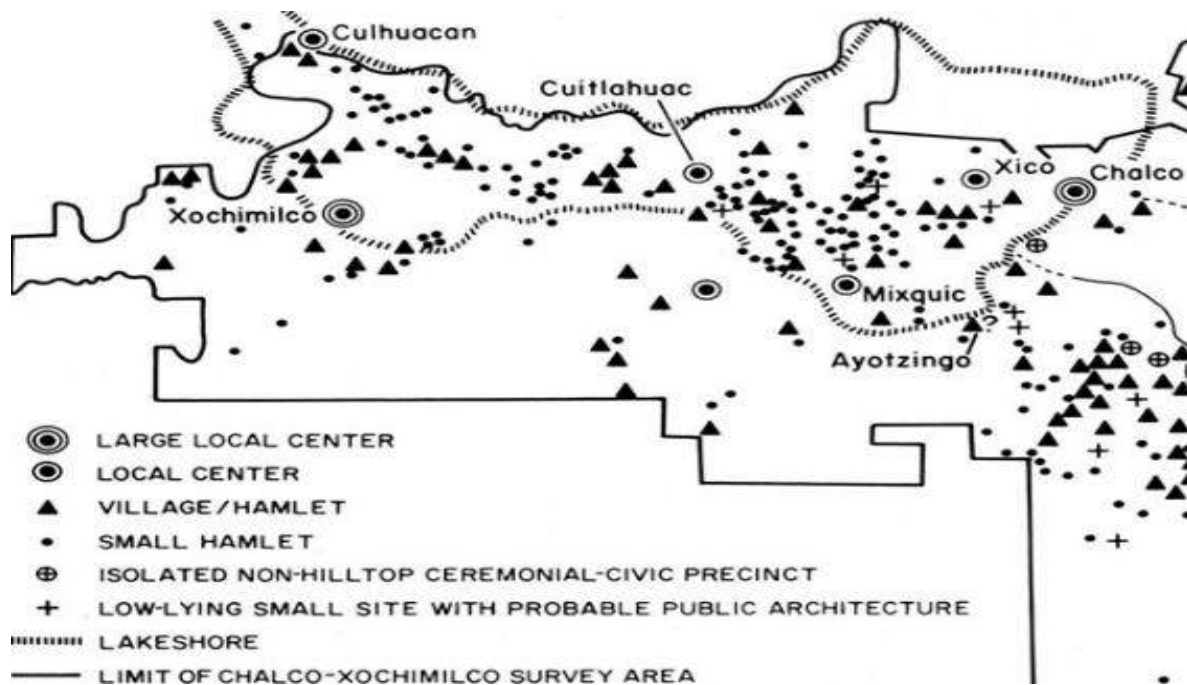 Culhuacan
Cuitlahuac
Xico
Chalco
Xochimilco
Mixquic
?
Ayotzingo
LARGE LOCAL CENTER
LOCAL CENTER
VILLAGE/HAMLET
SMALL HAMLET
ISOLATED NON-HILLTOP CEREMONIAL-CIVIC PRECINCT
LOW-LYING SMALL SITE WITH PROBABLE PUBLIC ARCHITECTURE
LAKESHORE
LIMIT OF CHALCO-XOCHIMILCO SURVEY AREA